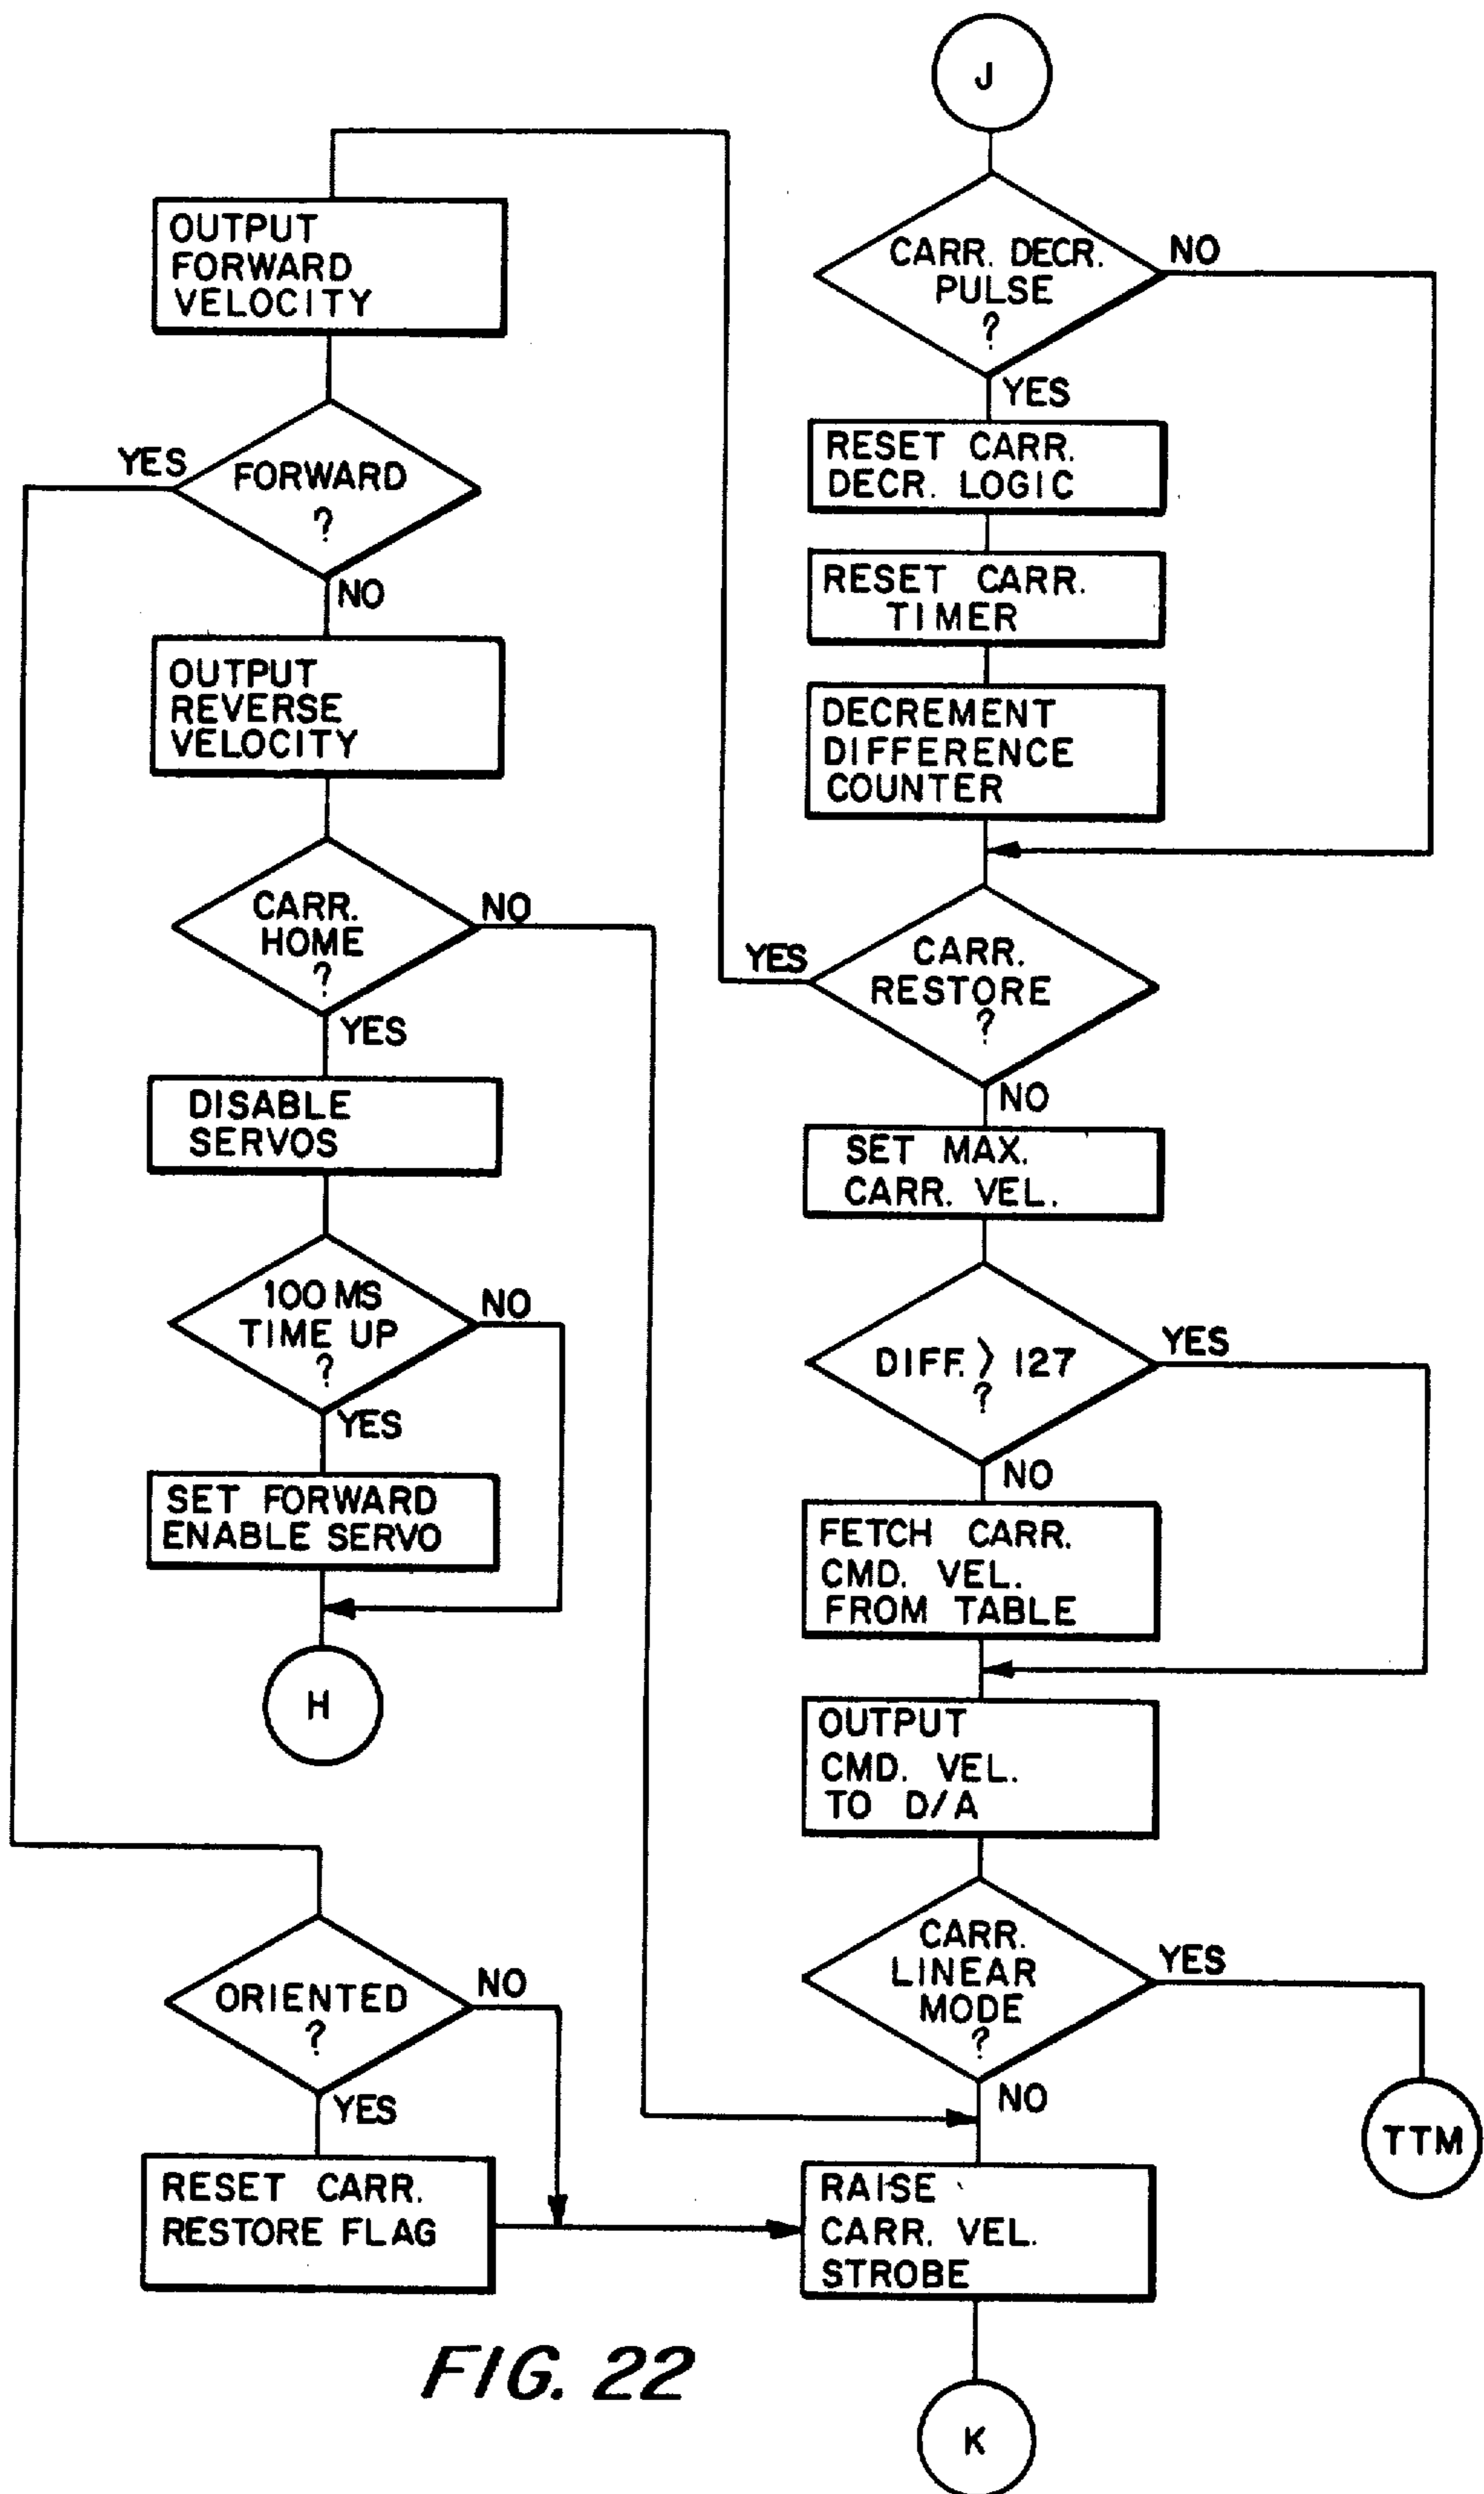 J
CARR. DECR.
PULSE
?
NO
YES
RESET CARR.
DECR. LOGIC
RESET CARR.
TIMER
DECREMENT
DIFFERENCE
COUNTER
CARR.
RESTORE
?
YES
NO
SET MAX.
CARR. VEL.
DIFF. > 127
?
YES
NO
FETCH CARR.
CMD. VEL.
FROM TABLE
OUTPUT
CMD. VEL.
TO D/A
CARR.
LINEAR
MODE
?
YES
NO
TTM
RAISE
CARR. VEL.
STROBE
K
OUTPUT
FORWARD
VELOCITY
FORWARD
?
YES
NO
OUTPUT
REVERSE
VELOCITY
CARR.
HOME
?
NO
YES
DISABLE
SERVOS
100 MS
TIME UP
?
NO
YES
SET FORWARD
ENABLE SERVO
H
ORIENTED
?
NO
YES
RESET CARR.
RESTORE FLAG
FIG. 22